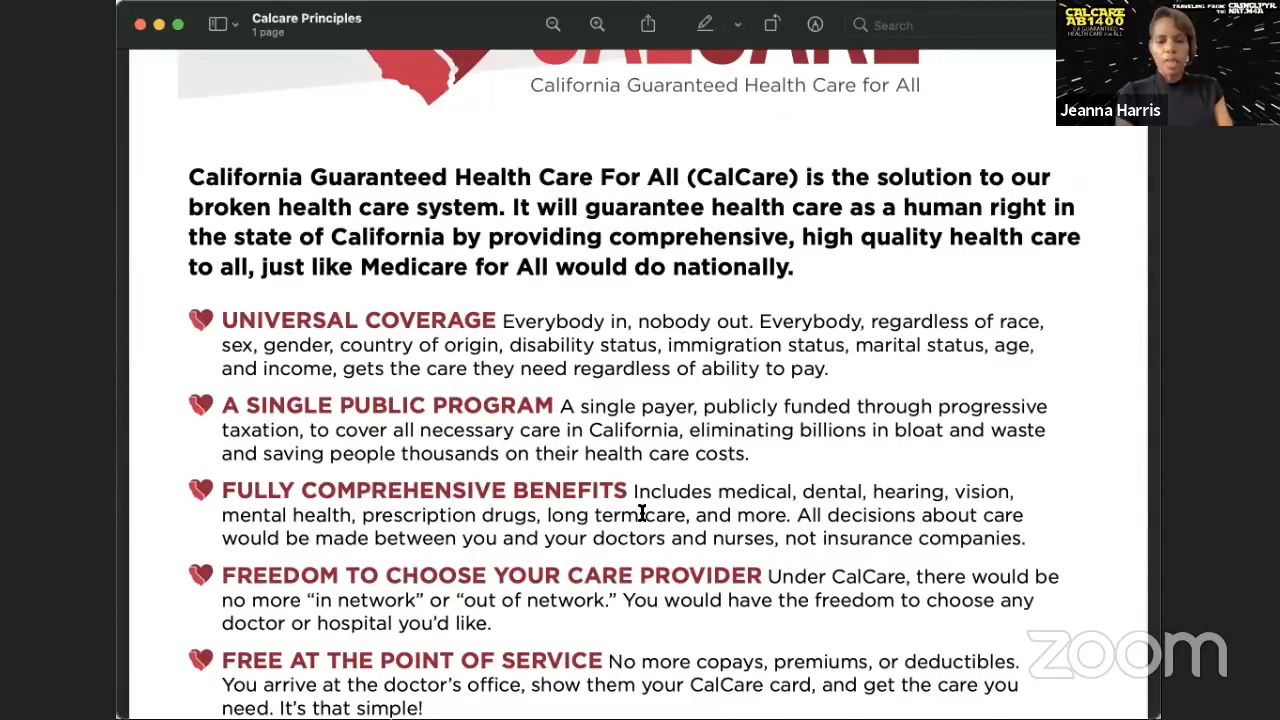 Calcare Principles
1 page
Search
CALCARE
AB1400
CA GUARANTEED
HEALTH CARE for ALL
TRAVELING FROM:
TO:
Jeanna Harris
CALCARE
California Guaranteed Health Care for All
California Guaranteed Health Care For All (CalCare) is the solution to our
broken health care system. It will guarantee health care as a human right in
the state of California by providing comprehensive, high quality health care
to all, just like Medicare for All would do nationally.
UNIVERSAL COVERAGE Everybody in, nobody out. Everybody, regardless of race,
sex, gender, country of origin, disability status, immigration status, marital status, age,
and income, gets the care they need regardless of ability to pay.
A SINGLE PUBLIC PROGRAM A single payer, publicly funded through progressive
taxation, to cover all necessary care in California, eliminating billions in bloat and waste
and saving people thousands on their health care costs.
FULLY COMPREHENSIVE BENEFITS Includes medical, dental, hearing, vision,
mental health, prescription drugs, long term care, and more. All decisions about care
would be made between you and your doctors and nurses, not insurance companies.
FREEDOM TO CHOOSE YOUR CARE PROVIDER Under CalCare, there would be
no more “in network” or “out of network.” You would have the freedom to choose any
doctor or hospital you’d like.
FREE AT THE POINT OF SERVICE No more copays, premiums, or deductibles.
You arrive at the doctor’s office, show them your CalCare card, and get the care you
need. It’s that simple!
zoom